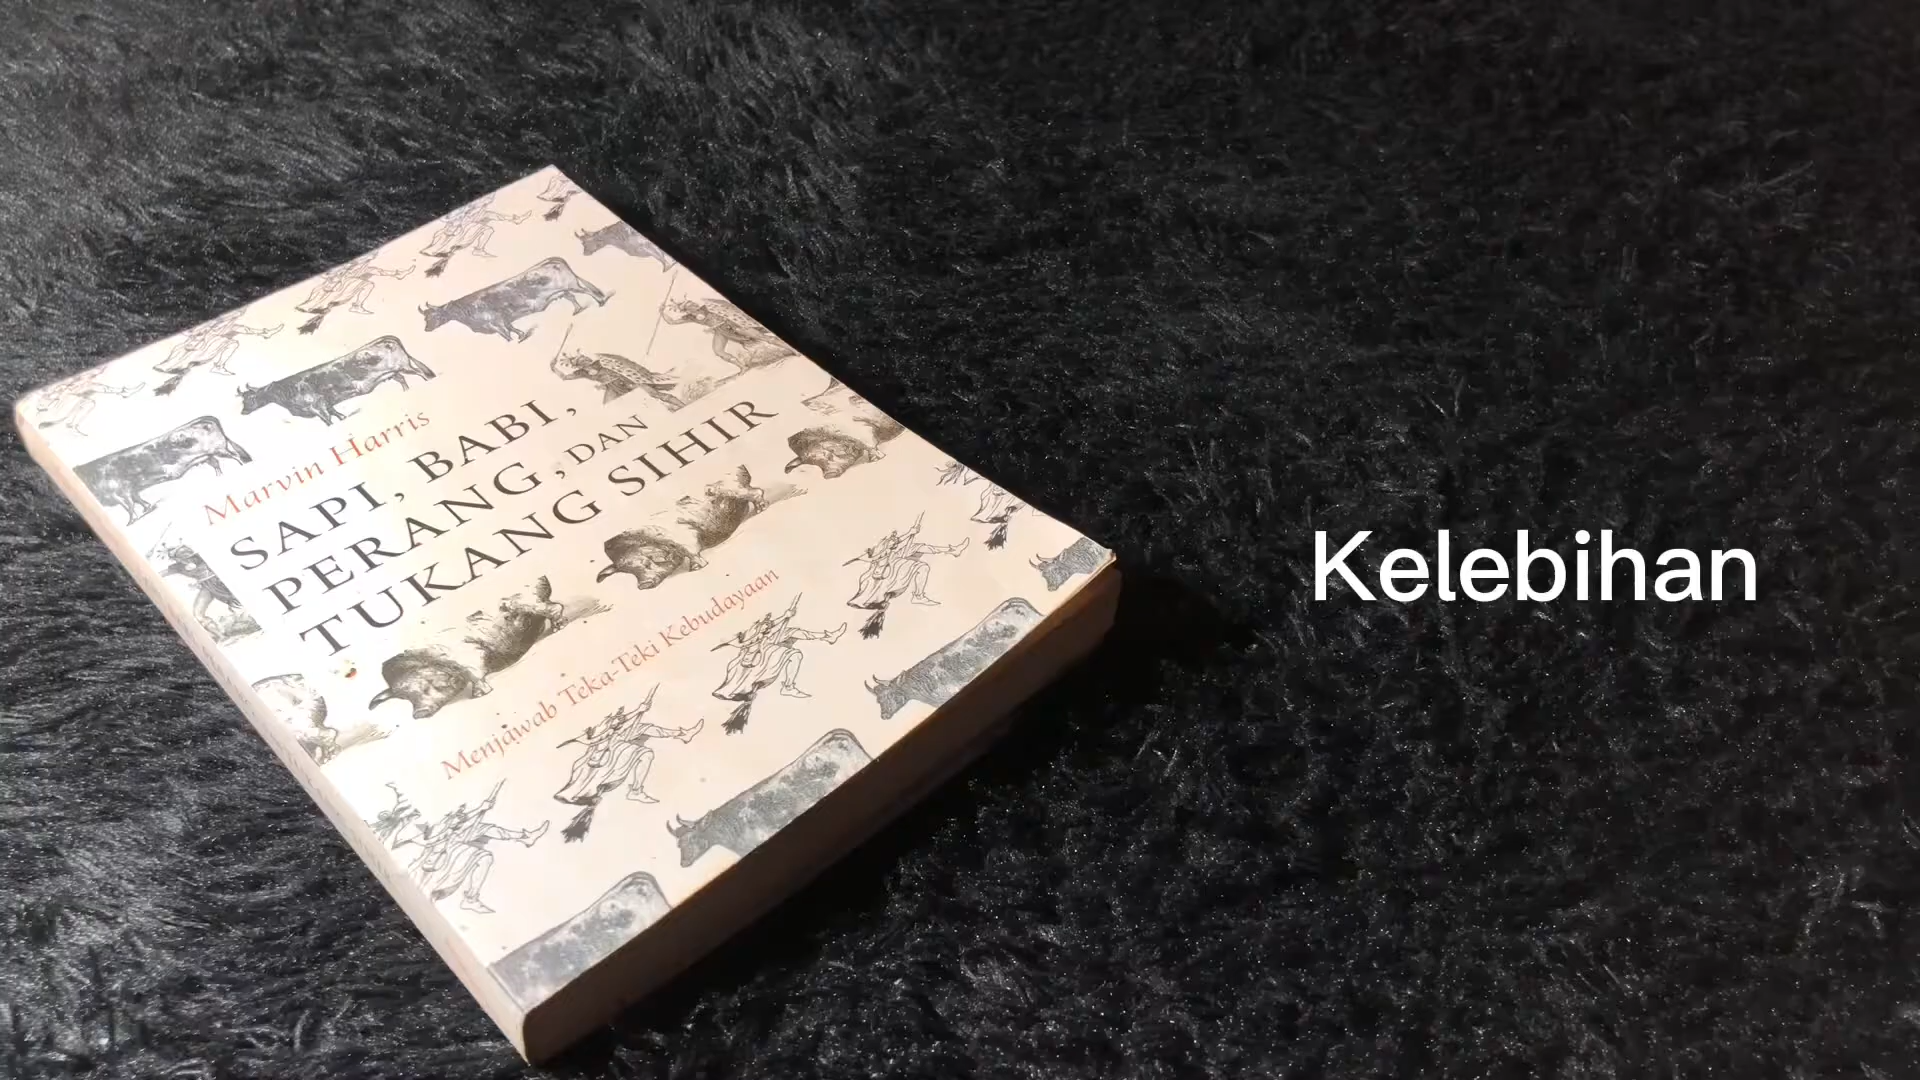 Marvin Harris
SAPI, BABI,
PERANG, DAN
TUKANG SIHIR
Menjawab Teka-Teki Kebudayaan
Kelebihan